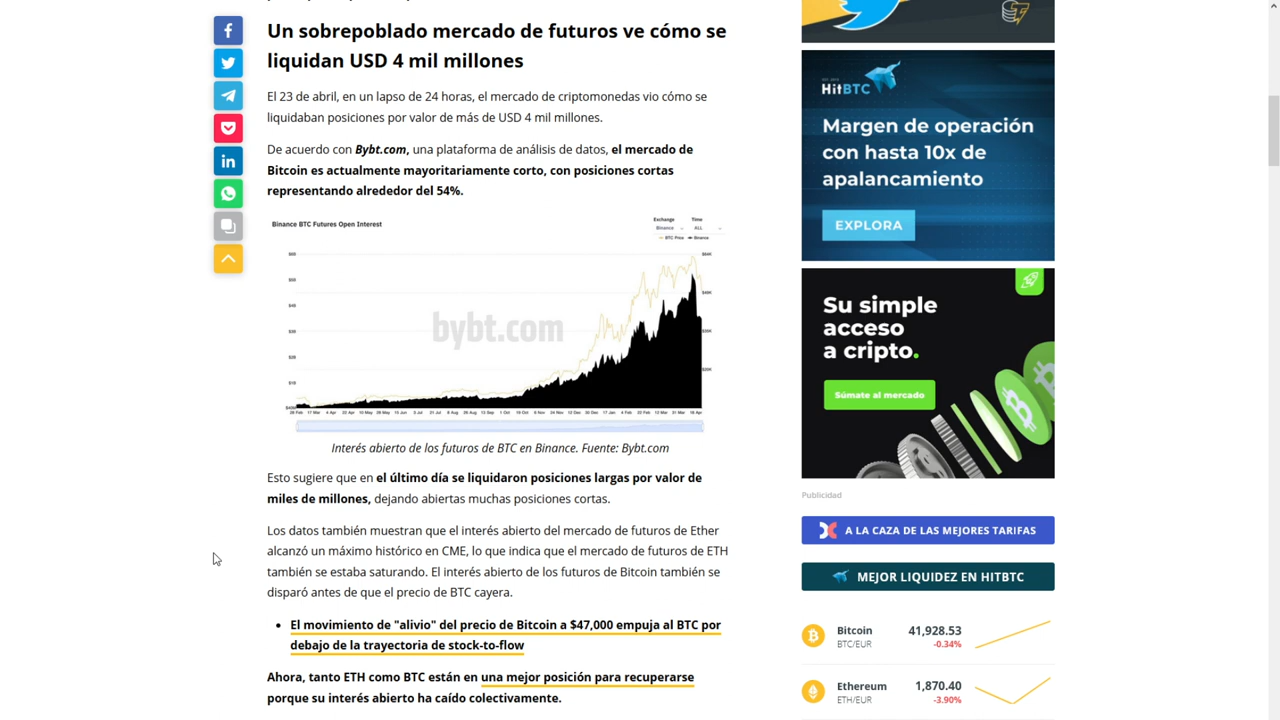 Un sobrepoblado mercado de futuros ve cómo se
liquidan USD 4 mil millones
El 23 de abril, en un lapso de 24 horas, el mercado de criptomonedas vio cómo se
liquidaban posiciones por valor de más de USD 4 mil millones.
De acuerdo con Bybt.com, una plataforma de análisis de datos, el mercado de
Bitcoin es actualmente mayoritariamente corto, con posiciones cortas
representando alrededor del 54%.
Binance BTC Futures Open Interest
Exchange Time
Binance ALL
BTC Price Binance
bybt.com
Interés abierto de los futuros de BTC en Binance. Fuente: Bybt.com
Esto sugiere que en el último día se liquidaron posiciones largas por valor de
miles de millones, dejando abiertas muchas posiciones cortas.
Los datos también muestran que el interés abierto del mercado de futuros de Ether
alcanzó un máximo histórico en CME, lo que indica que el mercado de futuros de ETH
también se estaba saturando. El interés abierto de los futuros de Bitcoin también se
disparó antes de que el precio de BTC cayera.
• El movimiento de "alivio" del precio de Bitcoin a $47,000 empuja al BTC por
debajo de la trayectoria de stock-to-flow
Ahora, tanto ETH como BTC están en una mejor posición para recuperarse
porque su interés abierto ha caído colectivamente.
HitBTC
Margen de operación
con hasta 10x de
apalancamiento
EXPLORA
Su simple
acceso
a cripto.
Súmate al mercado
Publicidad
A LA CAZA DE LAS MEJORES TARIFAS
MEJOR LIQUIDEZ EN HITBTC
Bitcoin 41,928.53
BTC/EUR -0.34%
Ethereum 1,870.40
ETH/EUR -3.90%